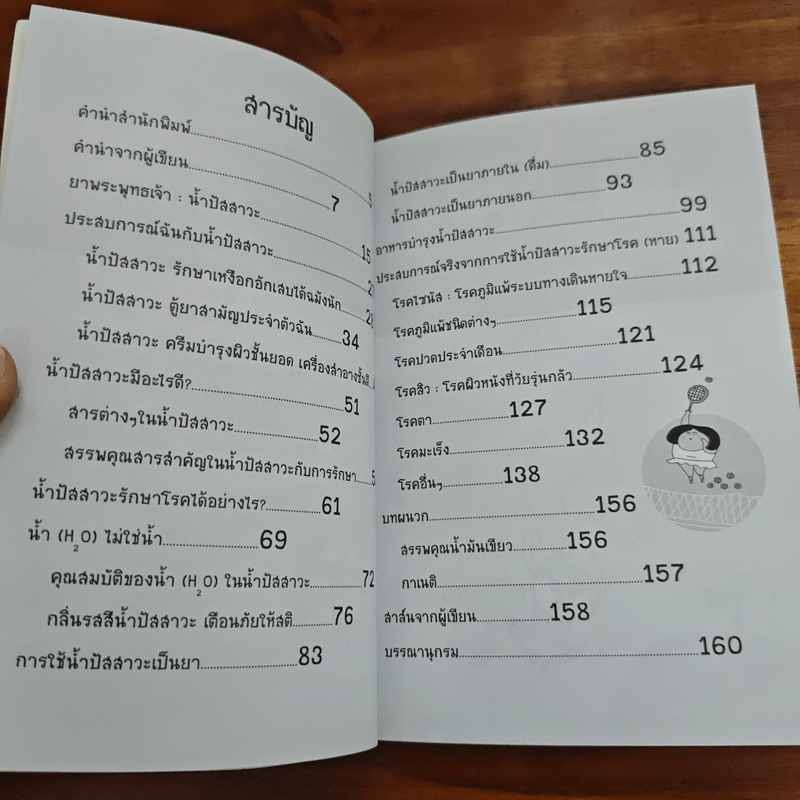 สารบัญ
คำนำสำนักพิมพ์
คำนำจากผู้เขียน 7
ยาพระพุทธเจ้า : น้ำปัสสาวะ
ประสบการณ์ฉันกับน้ำปัสสาวะ
น้ำปัสสาวะ รักษาเหงือกอักเสบได้ฉมังนัก
น้ำปัสสาวะ ตู้ยาสามัญประจำตัวฉัน 34
น้ำปัสสาวะ ครีมบำรุงผิวชั้นยอด เครื่องสำอาง
น้ำปัสสาวะมีอะไรดี? 51
สารต่างๆในน้ำปัสสาวะ 52
สรรพคุณสารสำคัญในน้ำปัสสาวะกับการรักษา
น้ำปัสสาวะรักษาโรคได้อย่างไร? 61
น้ำ (H2O) ไม่ใช่น้ำ 69
คุณสมบัติของน้ำ (H2O) ในน้ำปัสสาวะ 72
กลิ่นรสสีน้ำปัสสาวะ เตือนภัยให้สติ 76
การใช้น้ำปัสสาวะเป็นยา 83
น้ำปัสสาวะเป็นยาภายใน (ดื่ม) 85
น้ำปัสสาวะเป็นยาภายนอก 93
อาหารบำรุงน้ำปัสสาวะ 99
ประสบการณ์จริงจากการใช้น้ำปัสสาวะรักษาโรค (หาย) 111
โรคไซนัส : โรคภูมิแพ้ระบบทางเดินหายใจ 112
โรคภูมิแพ้ชนิดต่างๆ 115
โรคปวดประจำเดือน 121
โรคสิว : โรคผิวหนังที่วัยรุ่นกลัว 124
โรคตา 127
โรคมะเร็ง 132
โรคอื่นๆ 138
บทผนวก 156
สรรพคุณน้ำมันเขียว 156
กาเนติ 157
สาส์นจากผู้เขียน 158
บรรณานุกรม 160